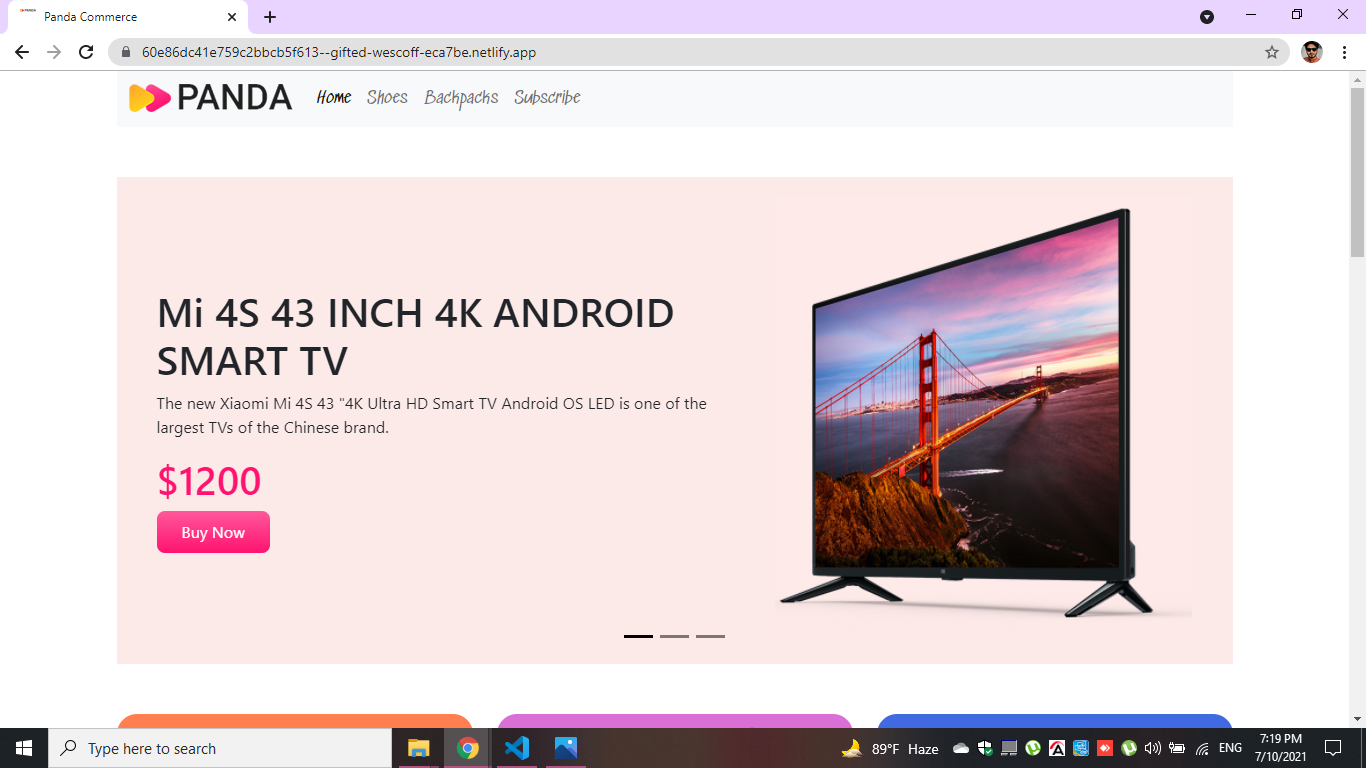 Panda Commerce
60e86dc41e759c2bbcb5f613--gifted-wescoff-eca7be.netlify.app
PANDA Home Shoes Backpacks Subscribe
Mi 4S 43 INCH 4K ANDROID
SMART TV
The new Xiaomi Mi 4S 43 "4K Ultra HD Smart TV Android OS LED is one of the
largest TVs of the Chinese brand.
$1200
Buy Now
Type here to search
89°F Haze
ENG
7:19 PM
7/10/2021